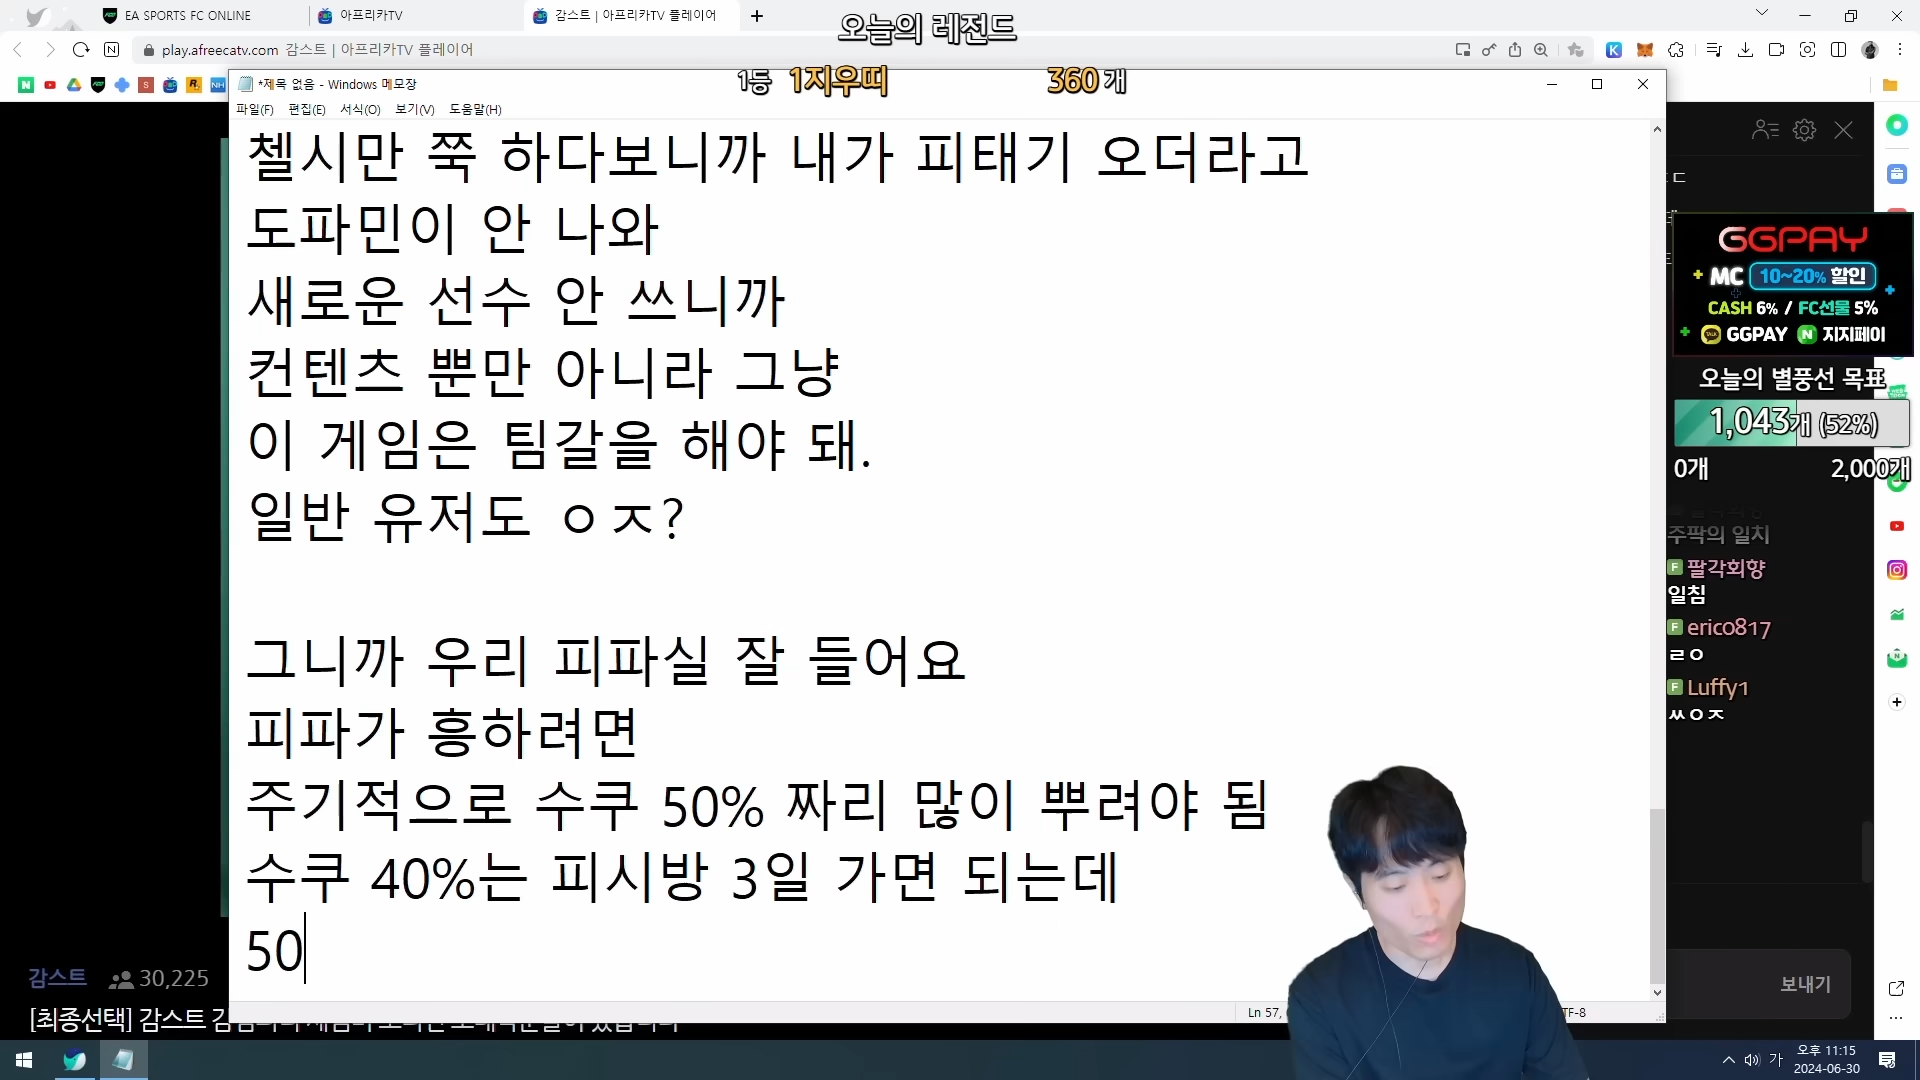 EA SPORTS FC ONLINE
아프리카TV
감스트 | 아프리카TV 플레이어
오늘의 레전드
play.afreecatv.com 감스트 | 아프리카TV 플레이어
1등 1지우띠 360개
*제목 없음 - Windows 메모장
파일(F) 편집(E) 서식(O) 보기(V) 도움말(H)
첼시만 쭉 하다보니까 내가 피태기 오더라고
도파민이 안 나와
새로운 선수 안 쓰니까
컨텐츠 뿐만 아니라 그냥
이 게임은 팀갈을 해야 돼.
일반 유저도 ㅇㅈ?
그니까 우리 피파실 잘 들어요
피파가 흥하려면
주기적으로 수쿠 50% 짜리 많이 뿌려야 됨
수쿠 40%는 피시방 3일 가면 되는데
50
Ln 57,
TF-8
GGPAY
MC 10~20% 할인
CASH 6% / FC선물 5%
TALK GGPAY N 지지페이
오늘의 별풍선 목표
1,043개 (52%)
0개 2,000개
주팍의 일치
F 팔각회향
일침
F erico817
ㄹㅇ
F Luffy1
ㅆㅇㅈ
보내기
감스트 30,225
[최종선택] 감스트
가
오후 11:15
2024-06-30